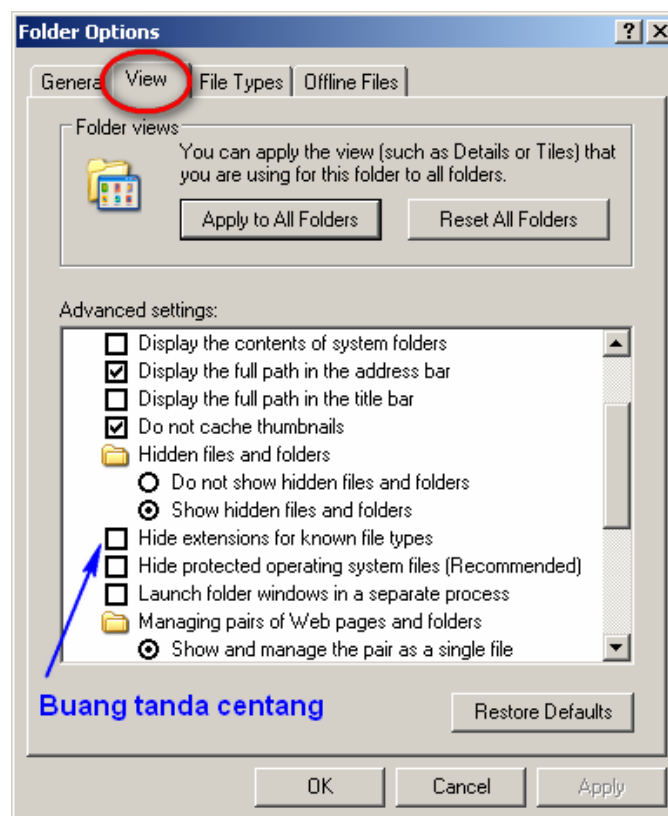 Folder Options
General View File Types Offline Files
Folder views
You can apply the view (such as Details or Tiles) that
you are using for this folder to all folders.
Apply to All Folders Reset All Folders
Advanced settings:
Display the contents of system folders
Display the full path in the address bar
Display the full path in the title bar
Do not cache thumbnails
Hidden files and folders
Do not show hidden files and folders
Show hidden files and folders
Hide extensions for known file types
Hide protected operating system files (Recommended)
Launch folder windows in a separate process
Managing pairs of Web pages and folders
Show and manage the pair as a single file
Buang tanda centang
Restore Defaults
OK Cancel Apply